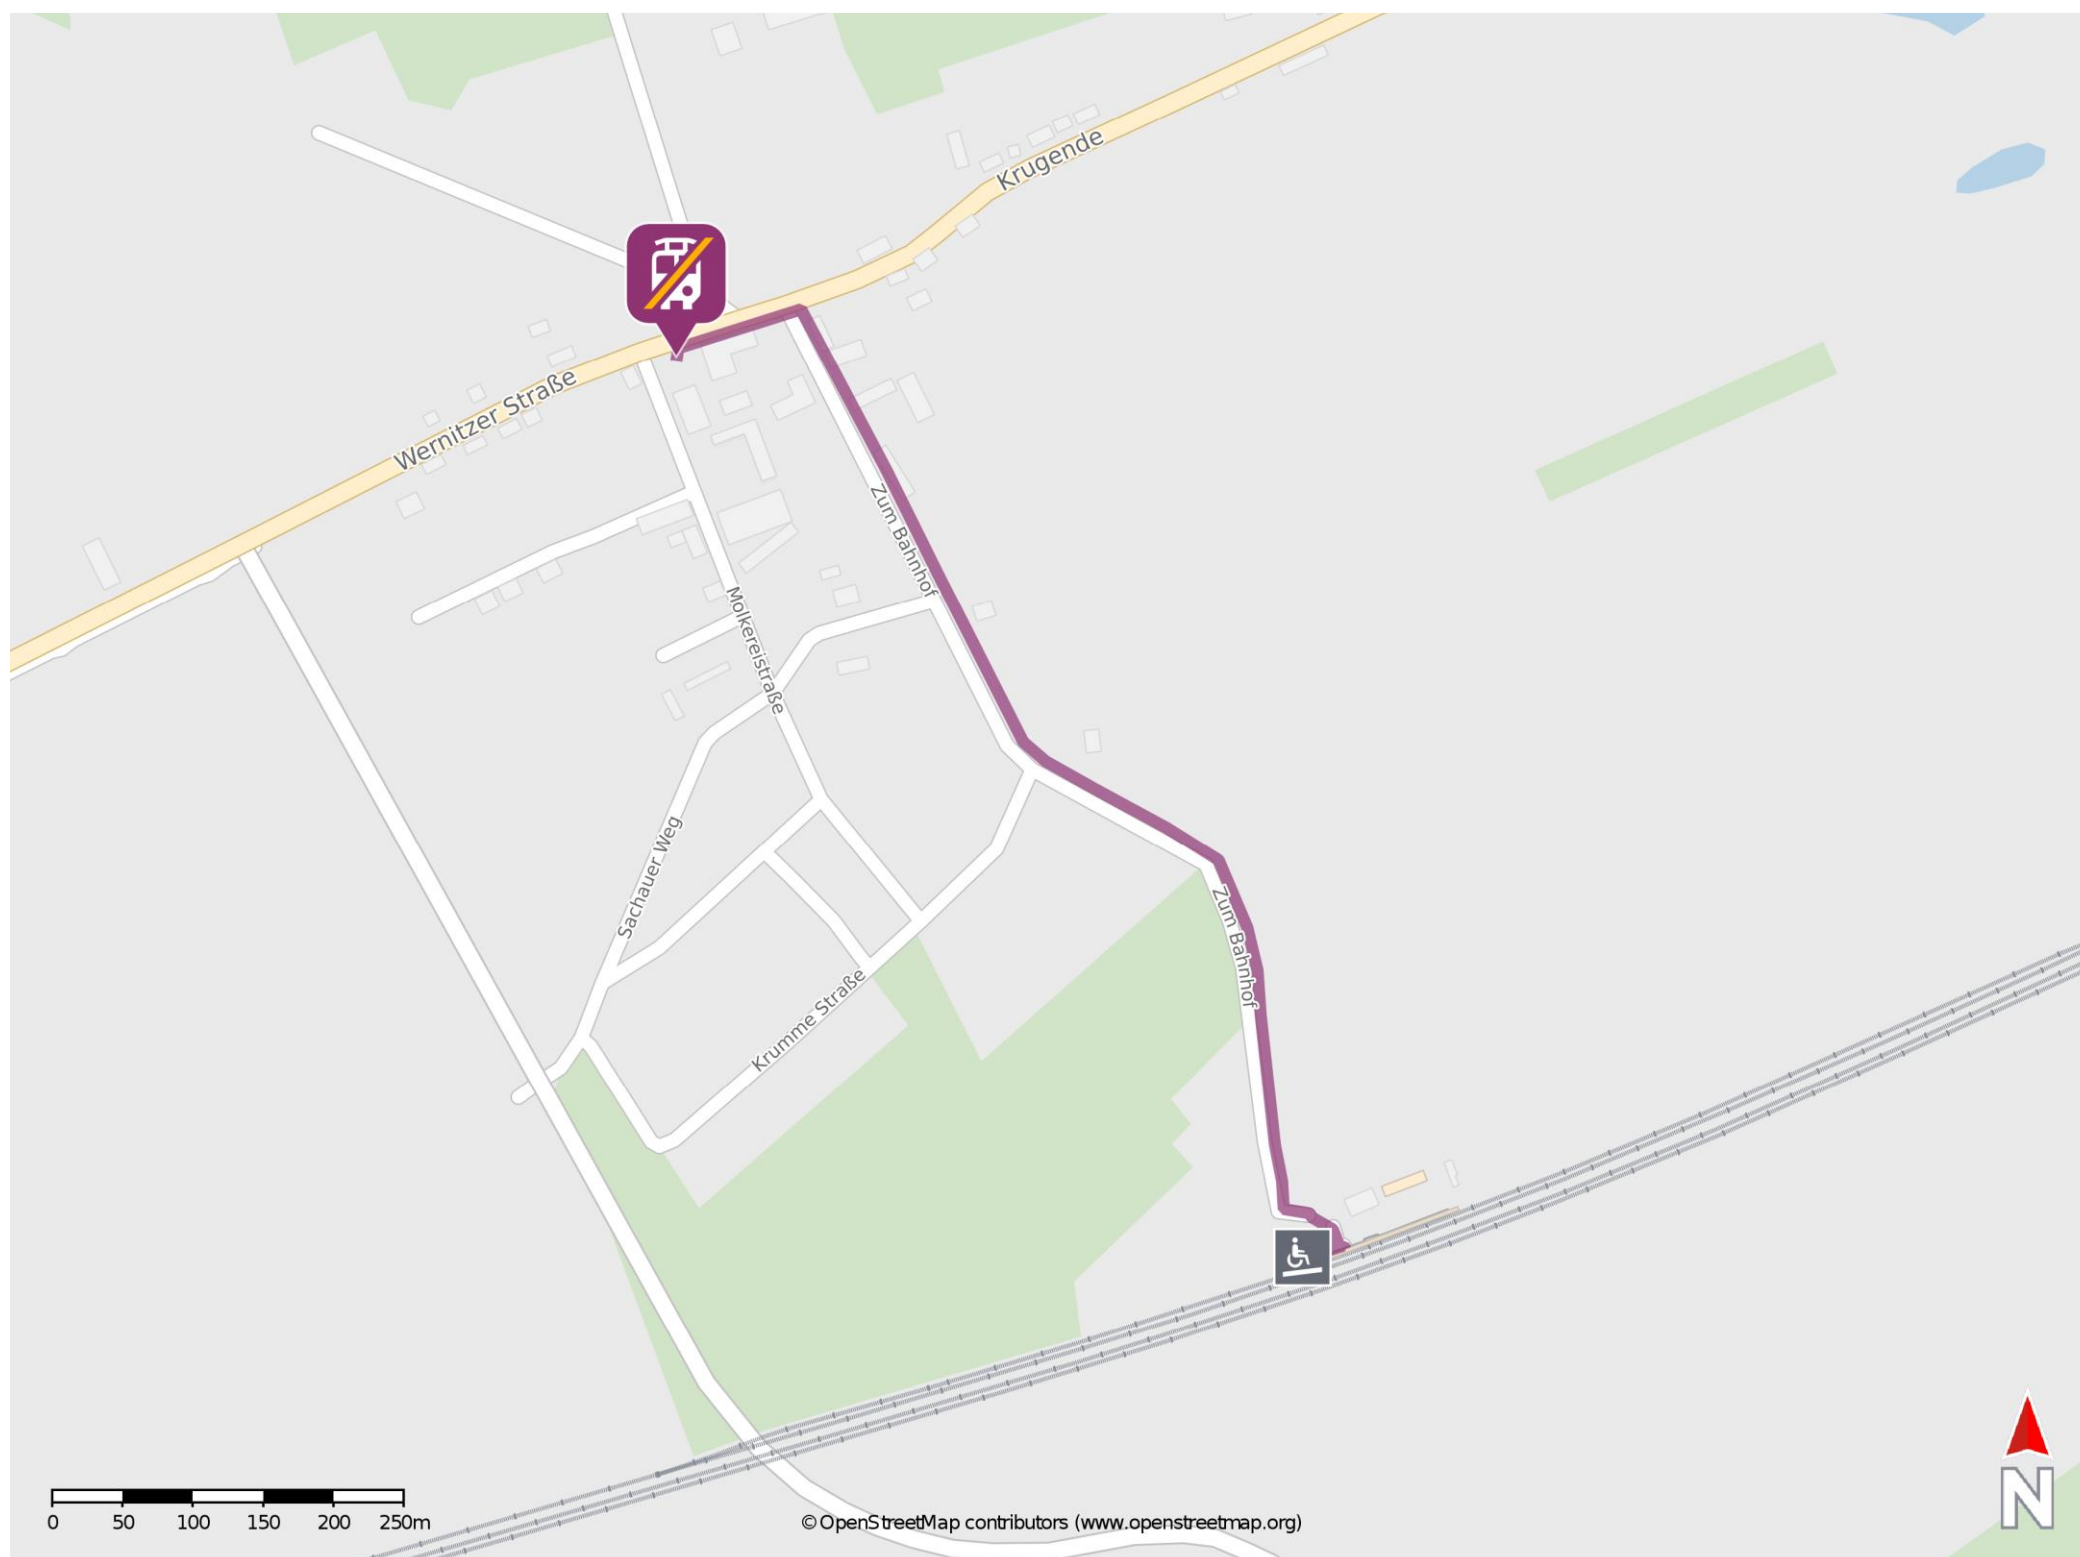 Krugende
Wernitzer Straße
Zum Bahnhof
Molkereistraße
Sachauer Weg
Zum Bahnhof
Krumme Straße
0 50 100 150 200 250m
© OpenStreetMap contributors (www.openstreetmap.org)
N